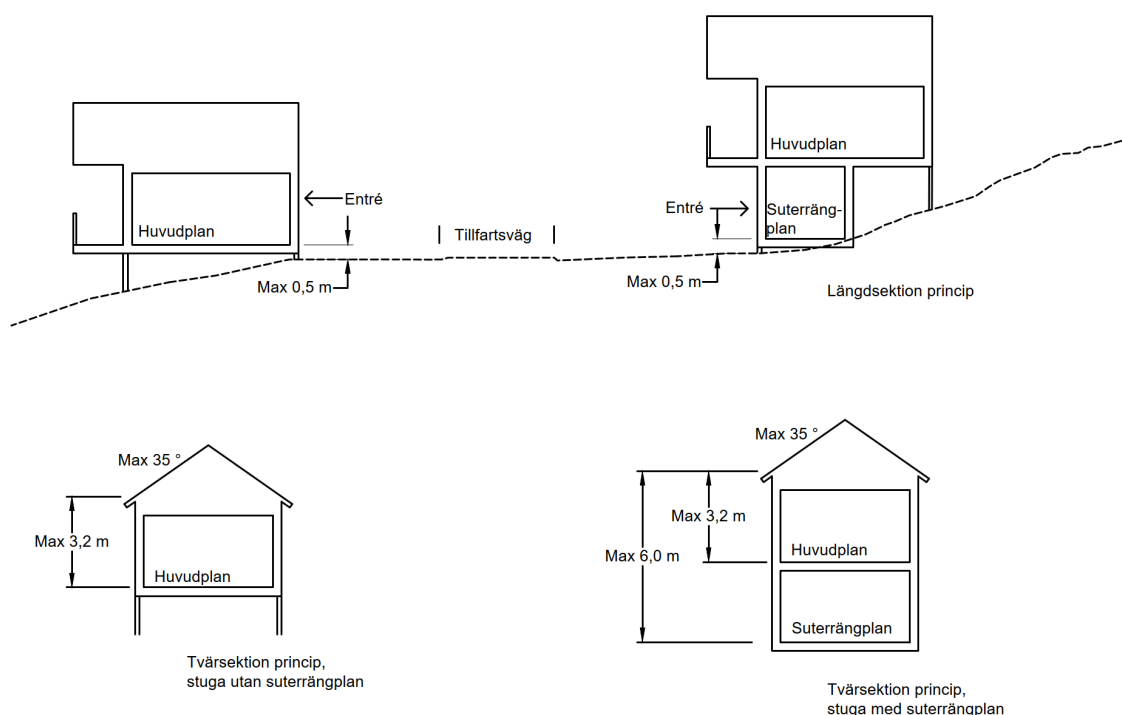 Huvudplan
Entré
Tillfartsväg
Max 0,5 m
Huvudplan
Entré
Suterräng-
plan
Max 0,5 m
Längdsektion princip
Max 35 °
Max 3,2 m
Huvudplan
Tvärsektion princip,
stuga utan suterrängplan
Max 35 °
Max 3,2 m
Max 6,0 m
Huvudplan
Suterrängplan
Tvärsektion princip,
stuga med suterrängplan